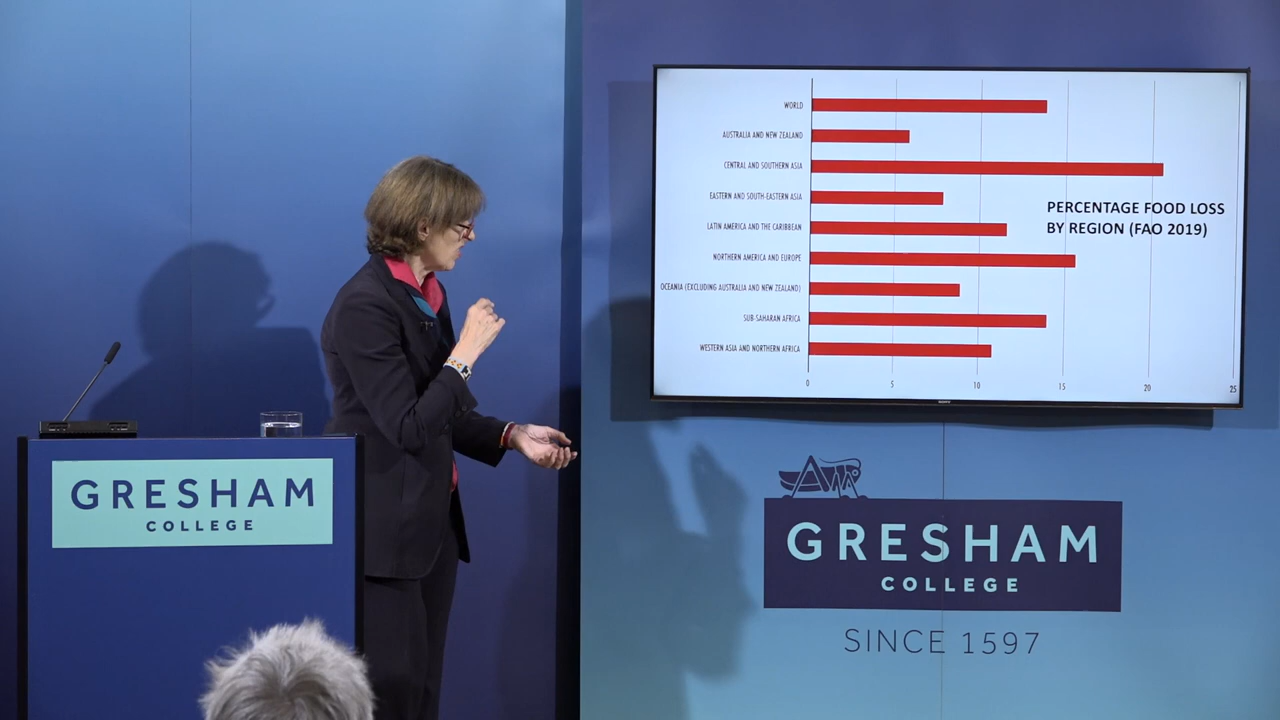 GRESHAM
COLLEGE
WORLD
AUSTRALIA AND NEW ZEALAND
CENTRAL AND SOUTHERN ASIA
EASTERN AND SOUTH-EASTERN ASIA
LATIN AMERICA AND THE CARIBBEAN
NORTHERN AMERICA AND EUROPE
OCEANIA (EXCLUDING AUSTRALIA AND NEW ZEALAND)
SUB-SAHARAN AFRICA
WESTERN ASIA AND NORTHERN AFRICA
0 5 10 15 20 25
PERCENTAGE FOOD LOSS
BY REGION (FAO 2019)
SONY
GRESHAM
COLLEGE
SINCE 1597